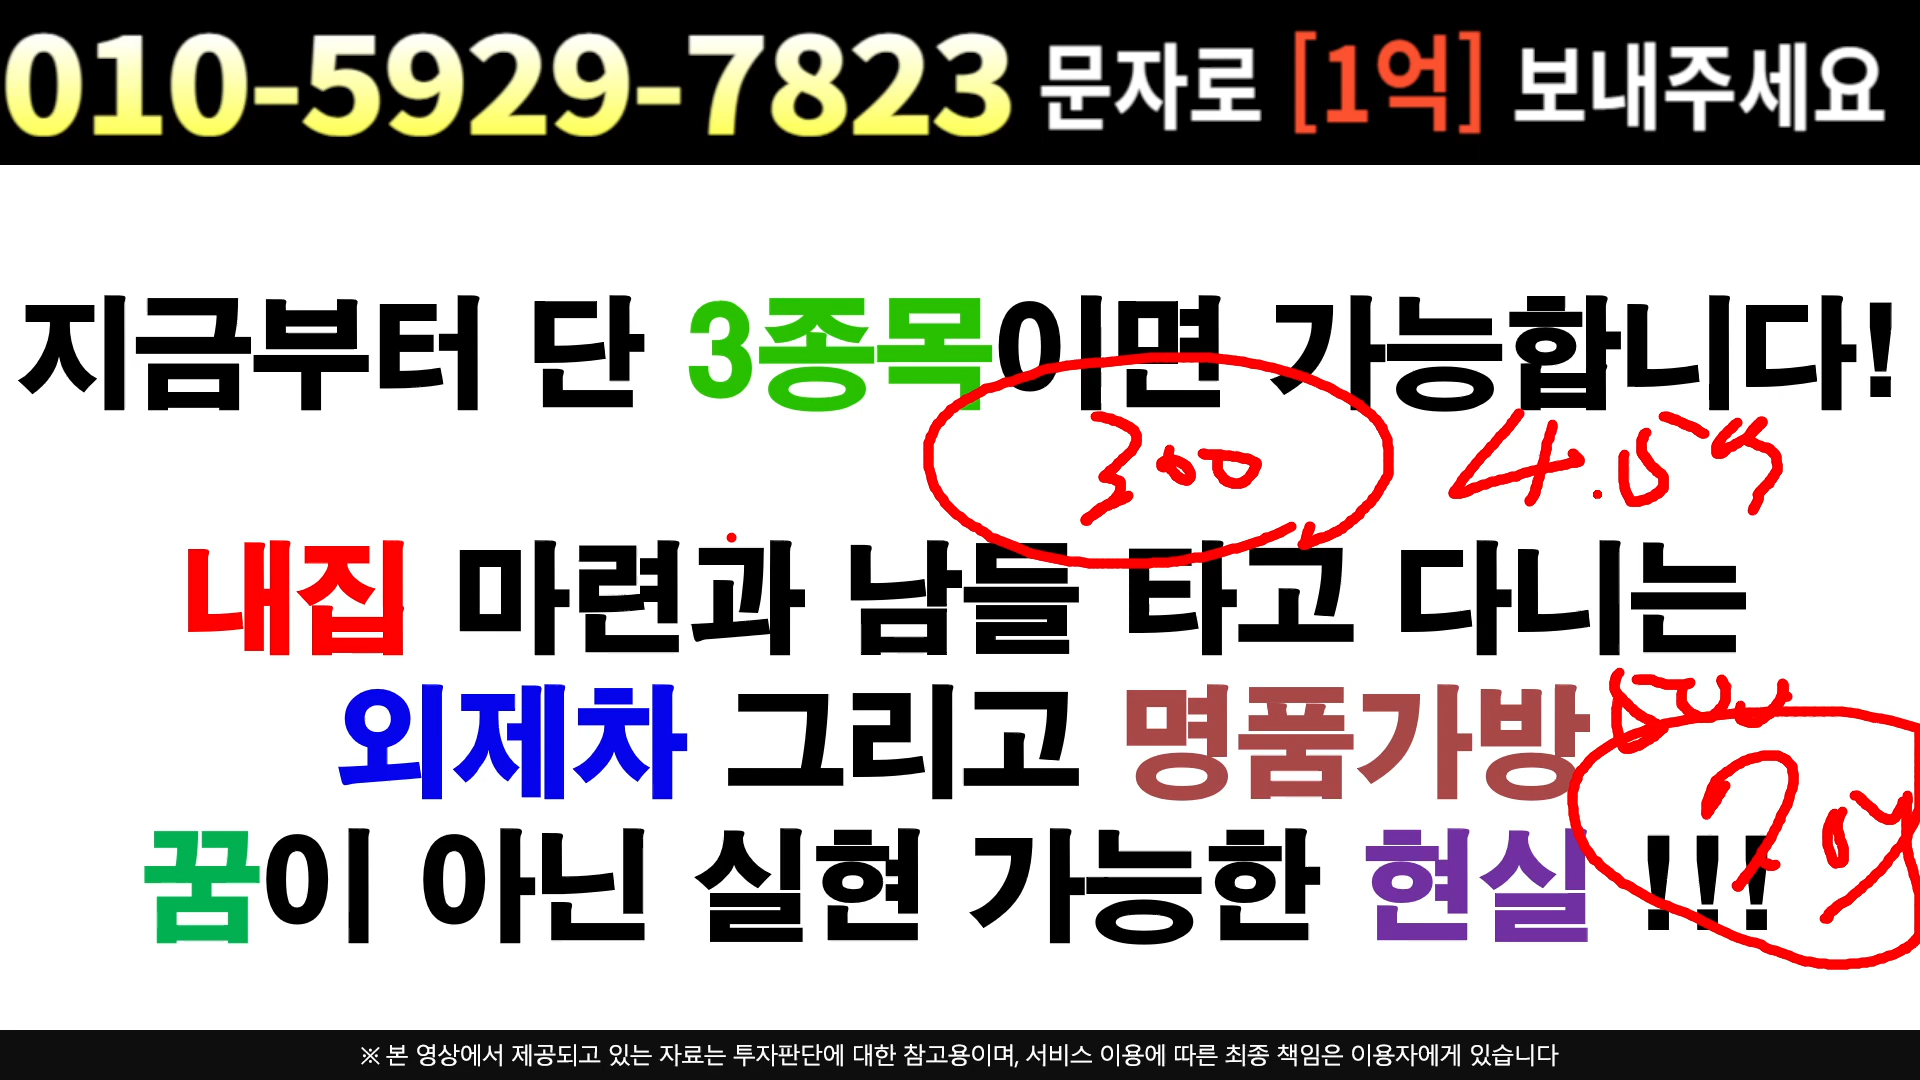 010-5929-7823 문자로 [1억] 보내주세요
지금부터 단 3종목이면 가능합니다!
300
4.5억
내집 마련과 남들 타고 다니는
외제차 그리고 명품가방
500
꿈이 아닌 실현 가능한 현실 !!!
※ 본 영상에서 제공되고 있는 자료는 투자판단에 대한 참고용이며, 서비스 이용에 따른 최종 책임은 이용자에게 있습니다